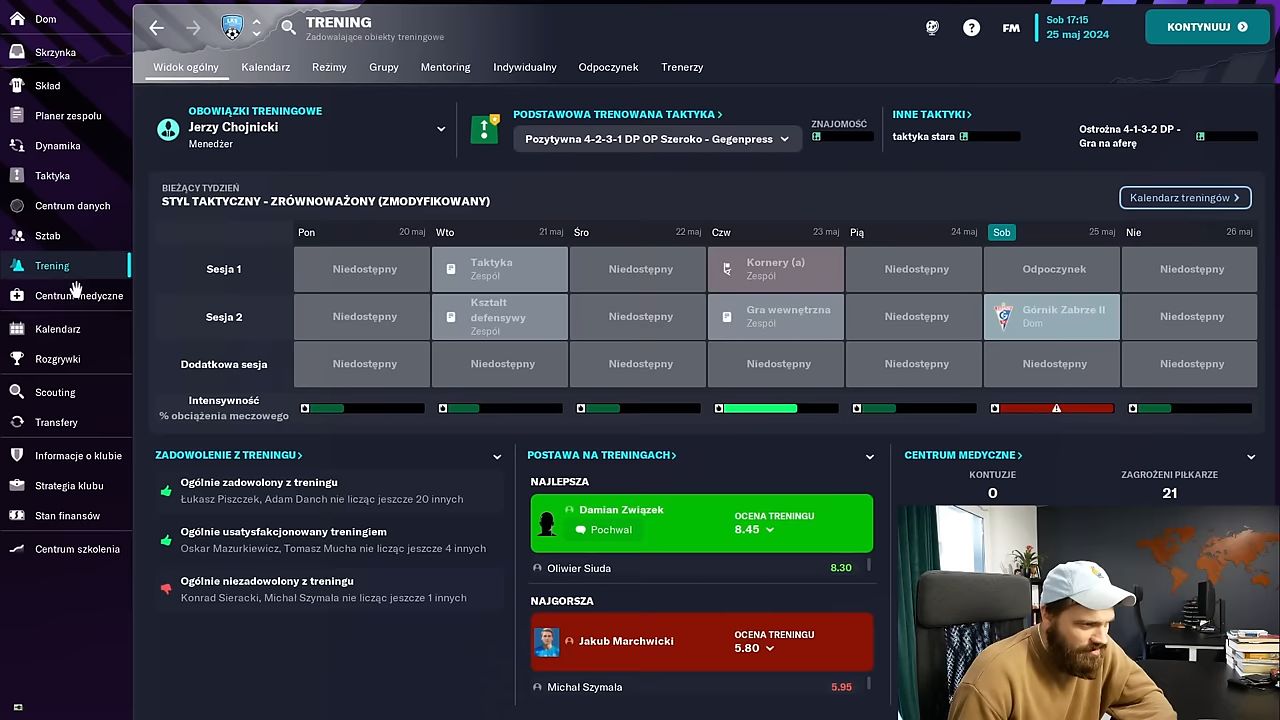 Dom
Skrzynka
Skład
Planer zespołu
Dynamika
Taktyka
Centrum danych
Sztab
Trening
Centrum medyczne
Kalendarz
Rozgrywki
Scouting
Transfery
Informacje o klubie
Strategia klubu
Stan finansów
Centrum szkolenia
TRENING
Zadowalające obiekty treningowe
FM
Sob 17:15
25 maj 2024
KONTYNUUJ
Widok ogólny
Kalendarz
Reżimy
Grupy
Mentoring
Indywidualny
Odpoczynek
Trenerzy
OBOWIĄZKI TRENINGOWE
Jerzy Chojnicki
Menedżer
PODSTAWOWA TRENOWANA TAKTYKA
Pozytywna 4-2-3-1 DP OP Szeroko - Gegenpress
ZNAJOMOŚĆ
INNE TAKTYKI
taktyka stara
Ostrożna 4-1-3-2 DP -
Gra na aferę
BIEŻĄCY TYDZIEŃ
STYL TAKTYCZNY - ZRÓWNOWAŻONY (ZMODYFIKOWANY)
Kalendarz treningów
Pon 20 maj
Wto 21 maj
Śro 22 maj
Czw 23 maj
Pią 24 maj
Sob 25 maj
Nie 26 maj
Sesja 1
Niedostępny
Taktyka
Zespół
Niedostępny
Kornery (a)
Zespół
Niedostępny
Odpoczynek
Niedostępny
Sesja 2
Niedostępny
Kształt
defensywy
Zespół
Niedostępny
Gra wewnętrzna
Zespół
Niedostępny
Górnik Zabrze II
Dom
Niedostępny
Dodatkowa sesja
Niedostępny
Niedostępny
Niedostępny
Niedostępny
Niedostępny
Niedostępny
Niedostępny
Intensywność
% obciążenia meczowego
ZADOWOLENIE Z TRENINGU
Ogólnie zadowolony z treningu
Łukasz Piszczek, Adam Danch nie licząc jeszcze 20 innych
Ogólnie usatysfakcjonowany treningiem
Oskar Mazurkiewicz, Tomasz Mucha nie licząc jeszcze 4 innych
Ogólnie niezadowolony z treningu
Konrad Sieracki, Michal Szymala nie licząc jeszcze 1 innych
POSTAWA NA TRENINGACH
NAJLEPSZA
Damian Związek
Pochwal
OCENA TRENINGU
8.45
Oliwier Siuda
8.30
NAJGORSZA
Jakub Marchwicki
OCENA TRENINGU
5.80
Michal Szymala
5.95
CENTRUM MEDYCZNE
KONTUZJE
0
ZAGROŻENI PIŁKARZE
21